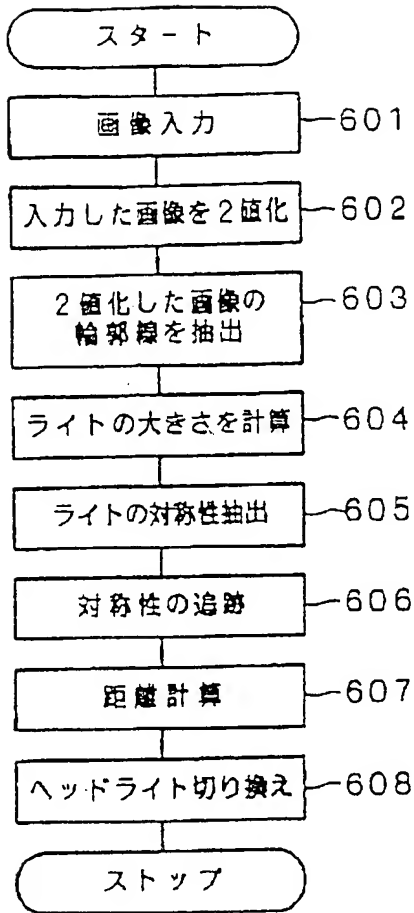 スタート
画像入力 601
入力した画像を2値化 602
2値化した画像の 603
輪郭線を抽出
ライトの大きさを計算 604
ライトの対称性抽出 605
対称性の追跡 606
距離計算 607
ヘッドライト切り換え 608
ストップ